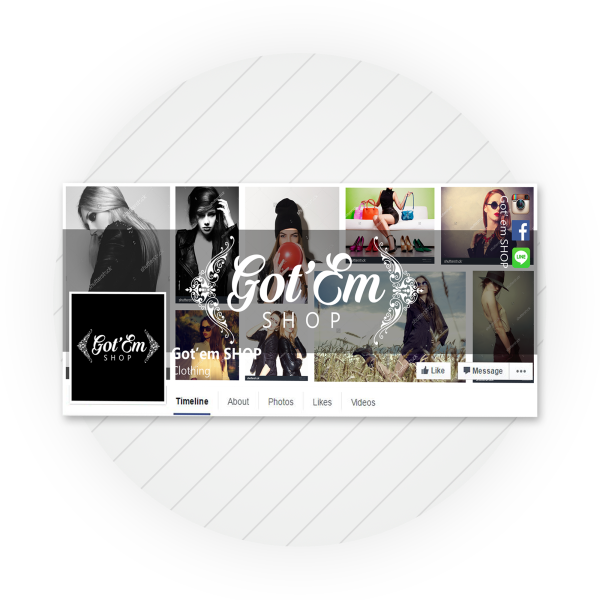 Got'em SHOP
LINE
Got'Em
SHOP
Got'Em
SHOP
Got'em SHOP
Clothing
Like
Message
Timeline
About
Photos
Likes
Videos